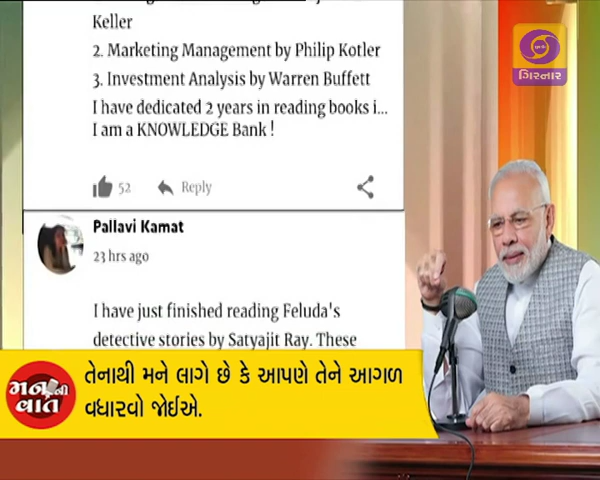 Keller
2. Marketing Management by Philip Kotler
3. Investment Analysis by Warren Buffett
I have dedicated 2 years in reading books i...
I am a KNOWLEDGE Bank !
52
Reply
ગિરનાર
Pallavi Kamat
23 hrs ago
I have just finished reading Feluda's
detective stories by Satyajit Ray. These
મનની
વાત
તેનાથી મને લાગે છે કે આપણે તેને આગળ
વધારવો જોઈએ.